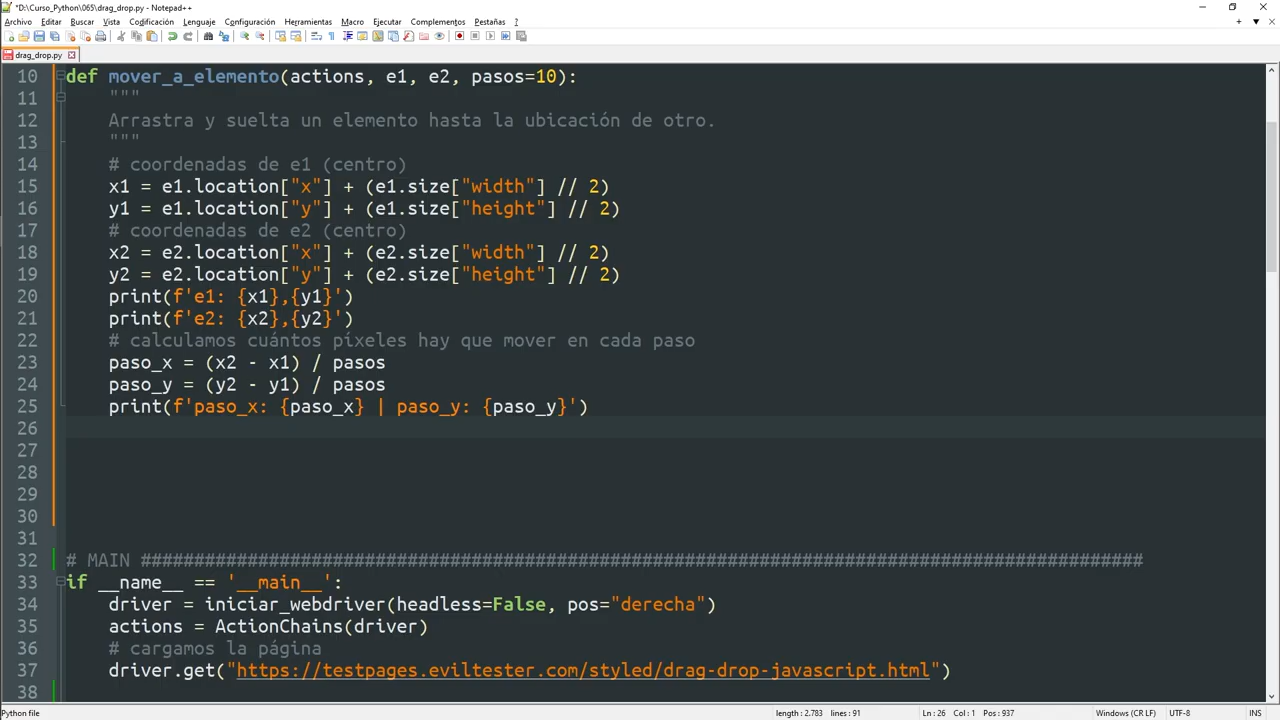 *D:\Curso_Python\065\drag_drop.py - Notepad++
Archivo Editar Buscar Vista Codificación Lenguaje Configuración Herramientas Macro Ejecutar Complementos Pestañas ?
drag_drop.py
10 def mover_a_elemento(actions, e1, e2, pasos=10):
11     """
12     Arrastra y suelta un elemento hasta la ubicación de otro.
13     """
14     # coordenadas de e1 (centro)
15     x1 = e1.location["x"] + (e1.size["width"] // 2)
16     y1 = e1.location["y"] + (e1.size["height"] // 2)
17     # coordenadas de e2 (centro)
18     x2 = e2.location["x"] + (e2.size["width"] // 2)
19     y2 = e2.location["y"] + (e2.size["height"] // 2)
20     print(f'e1: {x1},{y1}')
21     print(f'e2: {x2},{y2}')
22     # calculamos cuántos píxeles hay que mover en cada paso
23     paso_x = (x2 - x1) / pasos
24     paso_y = (y2 - y1) / pasos
25     print(f'paso_x: {paso_x} | paso_y: {paso_y}')
26
27
28
29
30
31
32 # MAIN ##############################################################################################
33 if __name__ == '__main__':
34     driver = iniciar_webdriver(headless=False, pos="derecha")
35     actions = ActionChains(driver)
36     # cargamos la página
37     driver.get("https://testpages.eviltester.com/styled/drag-drop-javascript.html")
38
Python file length : 2.783 lines : 91 Ln : 26 Col : 1 Pos : 937 Windows (CR LF) UTF-8 INS